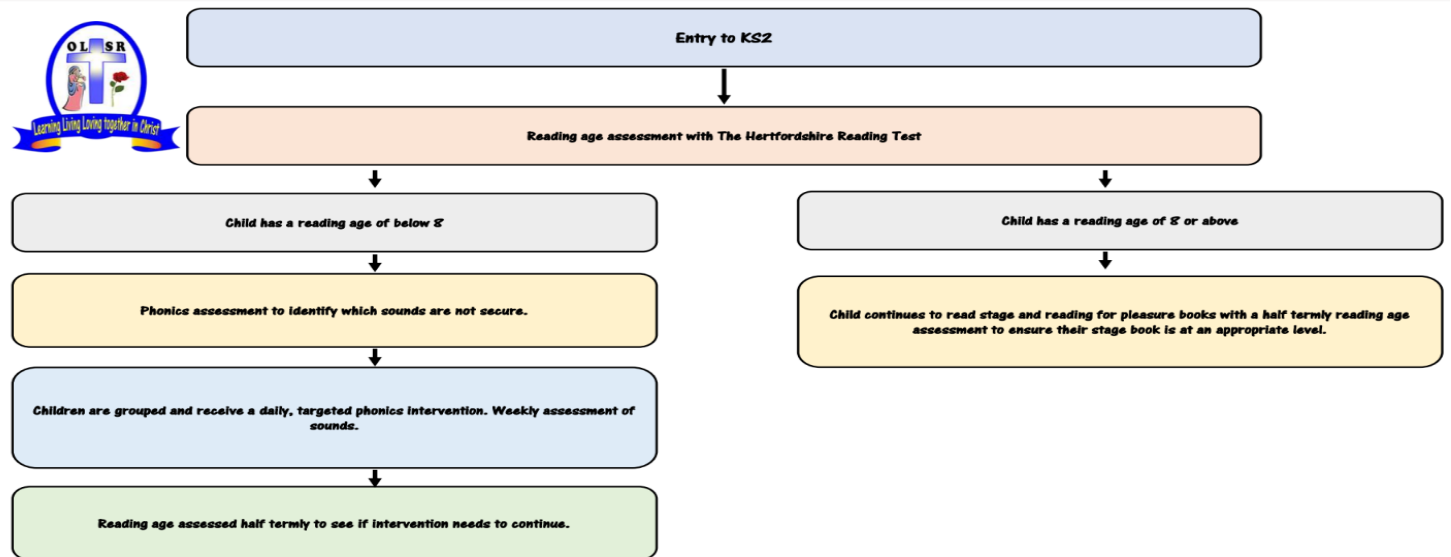 OL SR
Learning Living Loving together in Christ
Entry to KS2
Reading age assessment with The Hertfordshire Reading Test
Child has a reading age of below 8
Phonics assessment to identify which sounds are not secure.
Children are grouped and receive a daily, targeted phonics intervention. Weekly assessment of
sounds.
Reading age assessed half termly to see if intervention needs to continue.
Child has a reading age of 8 or above
Child continues to read stage and reading for pleasure books with a half termly reading age
assessment to ensure their stage book is at an appropriate level.